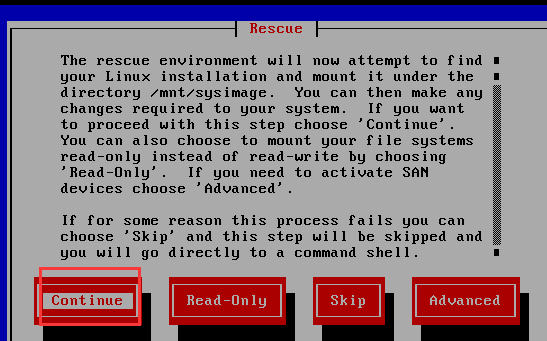 Rescue
The rescue environment will now attempt to find
your Linux installation and mount it under the
directory /mnt/sysimage.  You can then make any
changes required to your system.  If you want
to proceed with this step choose 'Continue'.
You can also choose to mount your file systems
read-only instead of read-write by choosing
'Read-Only'.  If you need to activate SAN
devices choose 'Advanced'.
If for some reason this process fails you can
choose 'Skip' and this step will be skipped and
you will go directly to a command shell.
Continue Read-Only Skip Advanced